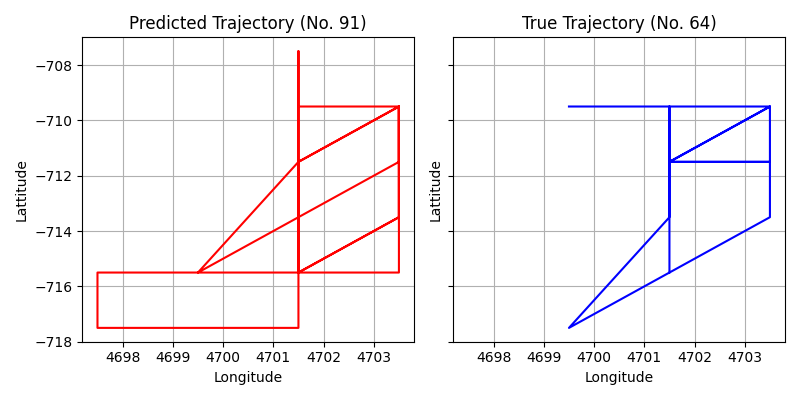 Predicted Trajectory (No. 91)
True Trajectory (No. 64)
Lattitude
−708
−710
−712
−714
−716
−718
4698 4699 4700 4701 4702 4703
Longitude
Lattitude
4698 4699 4700 4701 4702 4703
Longitude